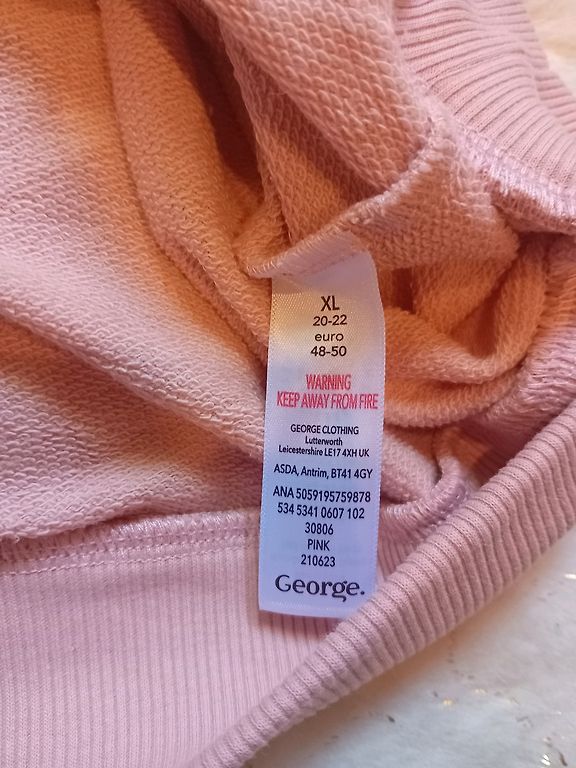 XL
20-22
euro
48-50
WARNING
KEEP AWAY FROM FIRE
GEORGE CLOTHING
Lutterworth
Leicestershire LE17 4XH UK
ASDA, Antrim, BT41 4GY
ANA 5059195759878
534 5341 0607 102
30806
PINK
210623
George.